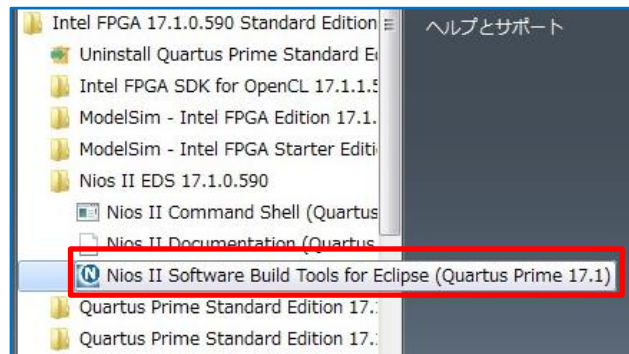 Intel FPGA 17.1.0.590 Standard Edition
ヘルプとサポート
Uninstall Quartus Prime Standard
Intel FPGA SDK for OpenCL 17.1.1.
ModelSim - Intel FPGA Edition 17.1.
ModelSim - Intel FPGA Starter
Nios II EDS 17.1.0.590
Nios II Command Shell (Quartus
Nios II Documentation (Quartus
Nios II Software Build Tools for Eclipse (Quartus Prime 17.1)
Quartus Prime Standard Edition 17.
Quartus Prime Standard Edition 17.